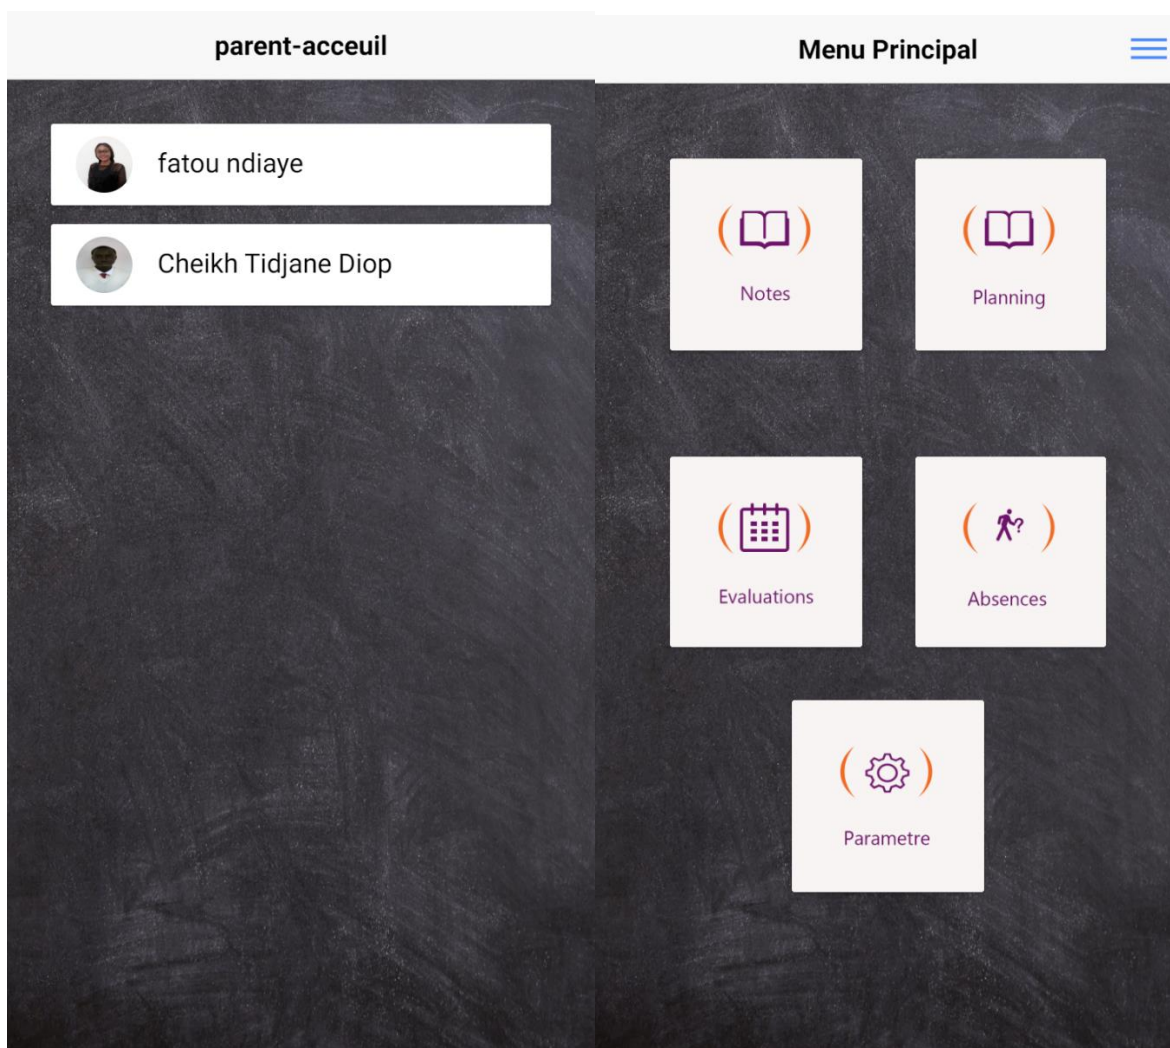 parent-acceuil
fatou ndiaye
Cheikh Tidjane Diop
Menu Principal
Notes
Planning
Evaluations
?
Absences
Parametre